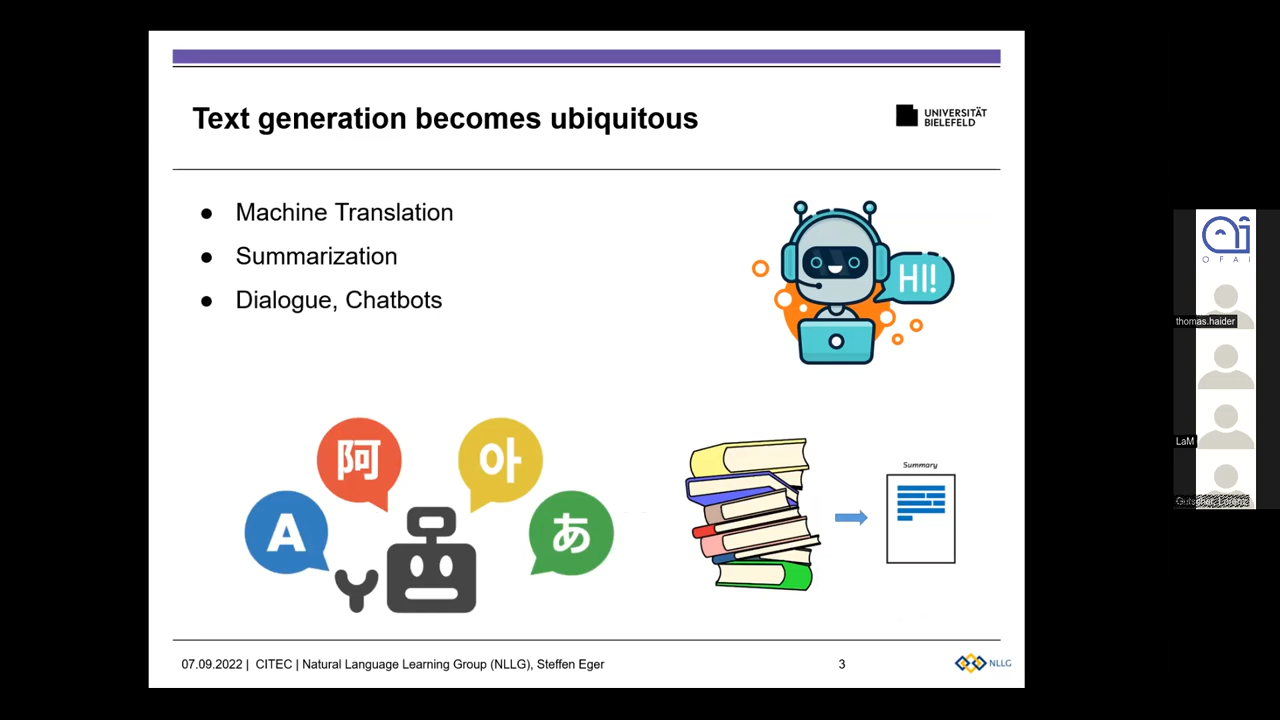 Text generation becomes ubiquitous
UNIVERSITÄT
BIELEFELD
● Machine Translation
● Summarization
● Dialogue, Chatbots
HI!
阿
아
A
あ
Summary
07.09.2022 | CITEC | Natural Language Learning Group (NLLG), Steffen Eger
3
NLLG
OFAI
thomas.haider
LaM